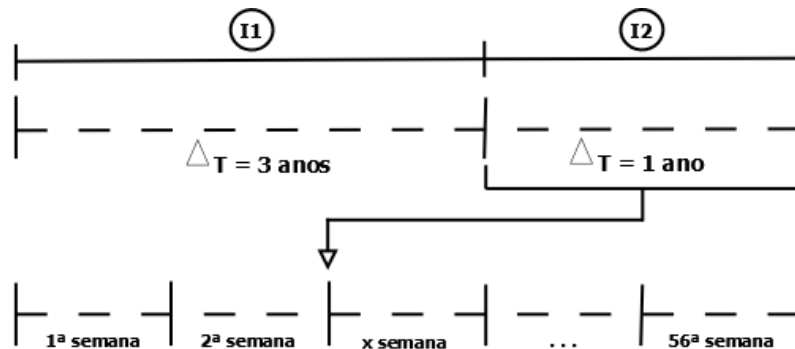 I1
I2
△T = 3 anos
△T = 1 ano
1ª semana
2ª semana
x semana
...
56ª semana